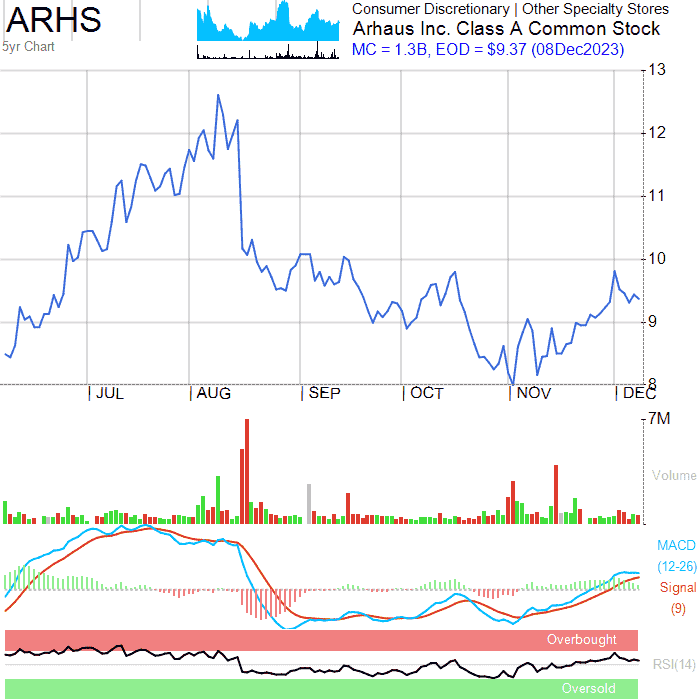 ARHS
5yr Chart
Consumer Discretionary | Other Specialty Stores
Arhaus Inc. Class A Common Stock
MC = 1.3B, EOD = $9.37 (08Dec2023)
13
12
11
10
9
8
JUL AUG SEP OCT NOV DEC
7M
Volume
MACD
(12-26)
Signal
(9)
Overbought
RSI(14)
Oversold